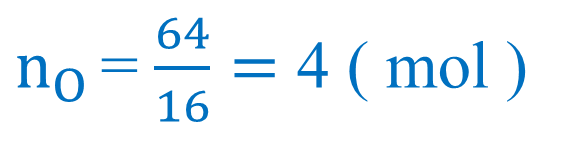 n_O = 64/16 = 4 ( mol )